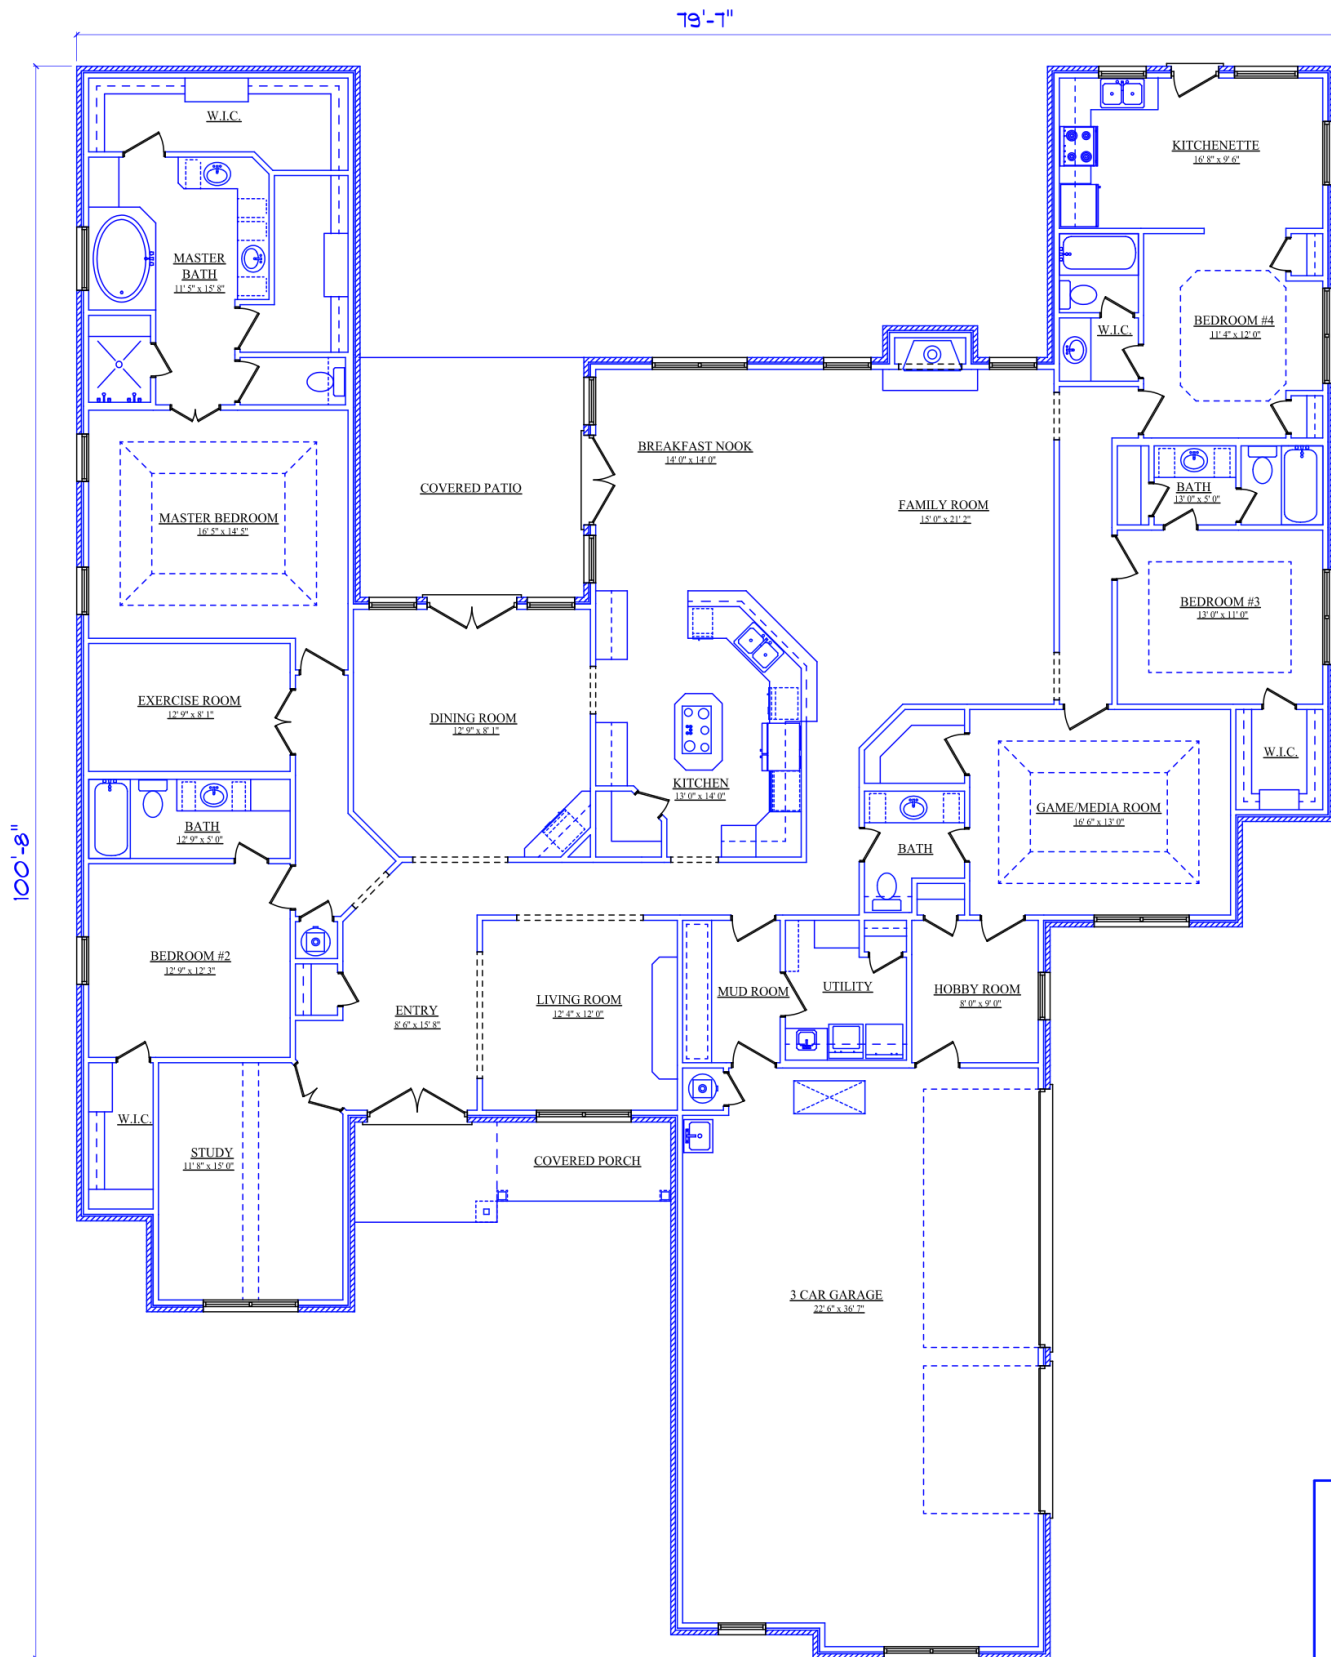 79'-7"
W.I.C.
KITCHENETTE
16' 8" x 9' 6"
MASTER
BATH
11' 5" x 15' 8"
BEDROOM #4
11' 4" x 12' 0"
W.I.C.
BREAKFAST NOOK
14' 0" x 14' 0"
COVERED PATIO
FAMILY ROOM
15' 0" x 21' 2"
BATH
13' 0" x 5' 0"
MASTER BEDROOM
16' 5" x 14' 5"
BEDROOM #3
13' 0" x 11' 0"
EXERCISE ROOM
12' 9" x 8' 1"
DINING ROOM
12' 9" x 8' 1"
W.I.C.
KITCHEN
13' 0" x 14' 0"
GAME/MEDIA ROOM
16' 6" x 13' 0"
BATH
12' 9" x 5' 0"
BATH
100'-8"
BEDROOM #2
12' 9" x 12' 3"
ENTRY
8' 6" x 15' 8"
LIVING ROOM
12' 4" x 12' 0"
MUD ROOM
UTILITY
HOBBY ROOM
8' 0" x 9' 0"
W.I.C.
STUDY
11' 8" x 15' 0"
COVERED PORCH
3 CAR GARAGE
22' 6" x 36' 7"